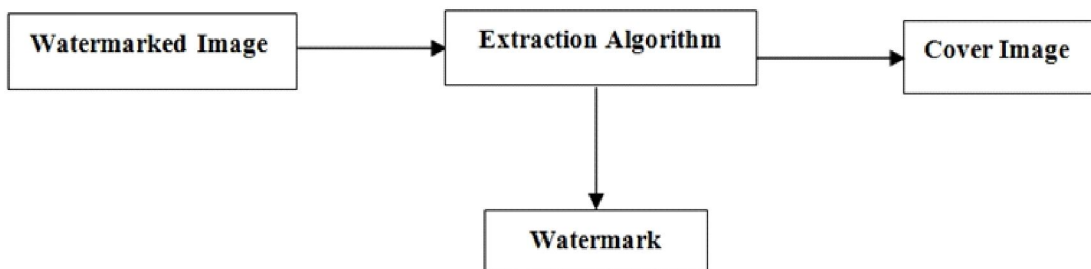 Watermarked Image
Extraction Algorithm
Cover Image
Watermark